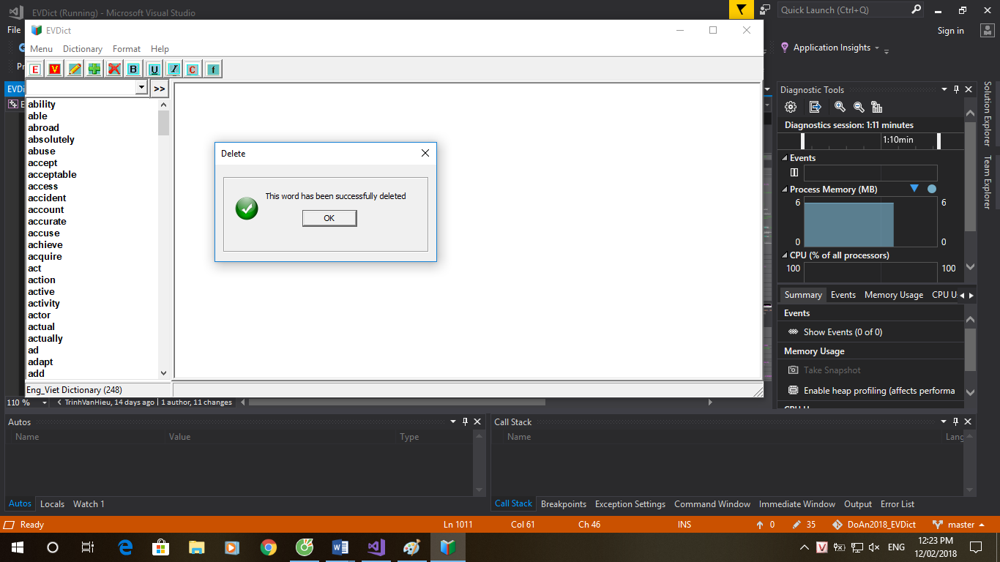 EVDict (Running) - Microsoft Visual Studio
Quick Launch (Ctrl+Q)
File
Sign in
EVDict
Menu Dictionary Format Help
Application Insights
E V B U I C f
>>
ability
able
abroad
absolutely
abuse
accept
acceptable
access
accident
account
accurate
accuse
achieve
acquire
act
action
active
activity
actor
actual
actually
ad
adapt
add
Eng_Viet Dictionary (248)
Delete
This word has been successfully deleted
OK
Diagnostic Tools
Diagnostics session: 1:11 minutes
1:10min
Events
Process Memory (MB)
6 6
0 0
CPU (% of all processors)
100 100
Summary Events Memory Usage CPU U
Events
Show Events (0 of 0)
Memory Usage
Take Snapshot
Enable heap profiling (affects performa
Solution Explorer
Team Explorer
110 % TrinhVanHieu, 14 days ago | 1 author, 11 changes
Autos
Name Value Type
Autos Locals Watch 1
Call Stack
Name Lang
Call Stack Breakpoints Exception Settings Command Window Immediate Window Output Error List
Ready Ln 1011 Col 61 Ch 46 INS 0 35 DoAn2018_EVDict master
V ENG 12:23 PM
12/02/2018